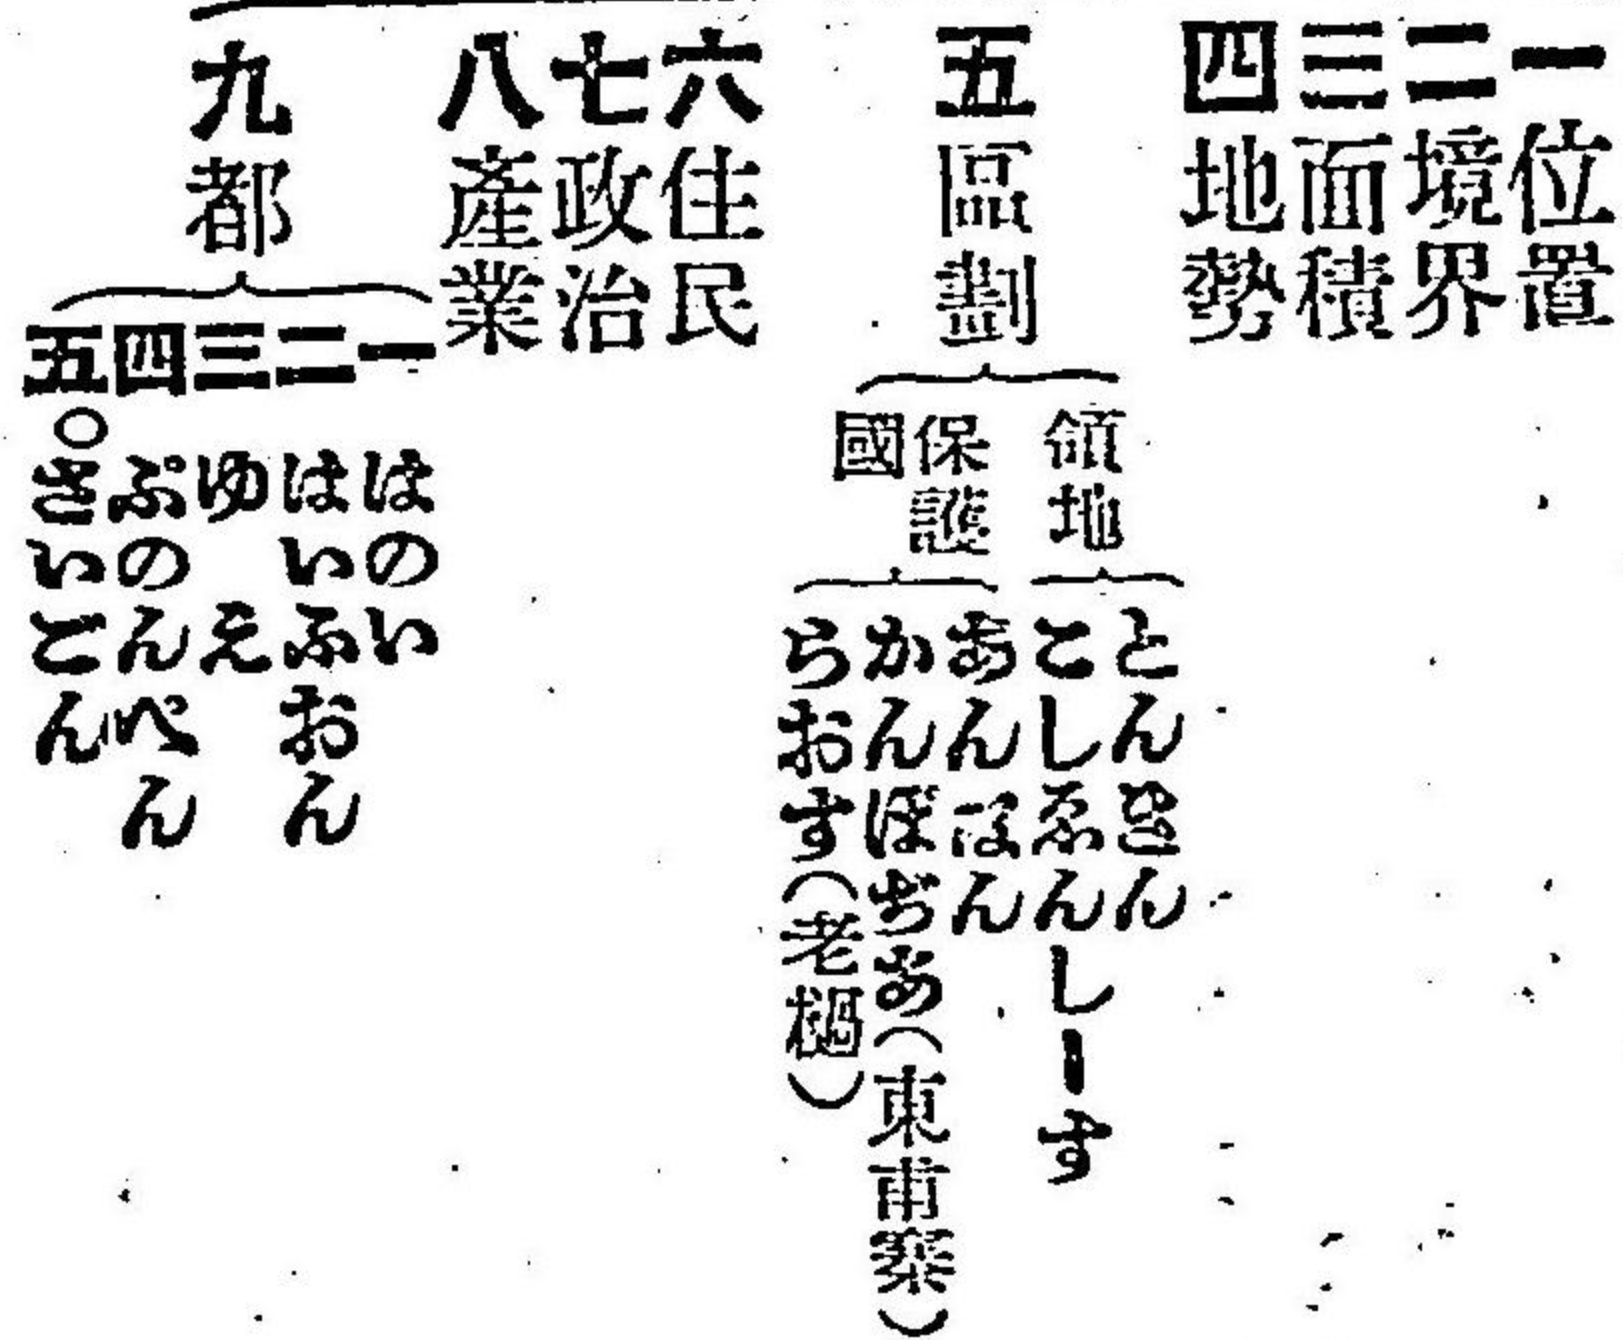 一 位置
二 境界
三 面積
四 地勢
五 區劃
領地
とんきん
こしゑんしーす
保護
國
あんなん
かんぼぢあ（東甫寨）
らおす（老檛）
六 住民
七 政治
八 產業
九 都
一 はのい
二 はいふおん
三 ゆえ
四 ぷのんぺん
五 ○さいごん